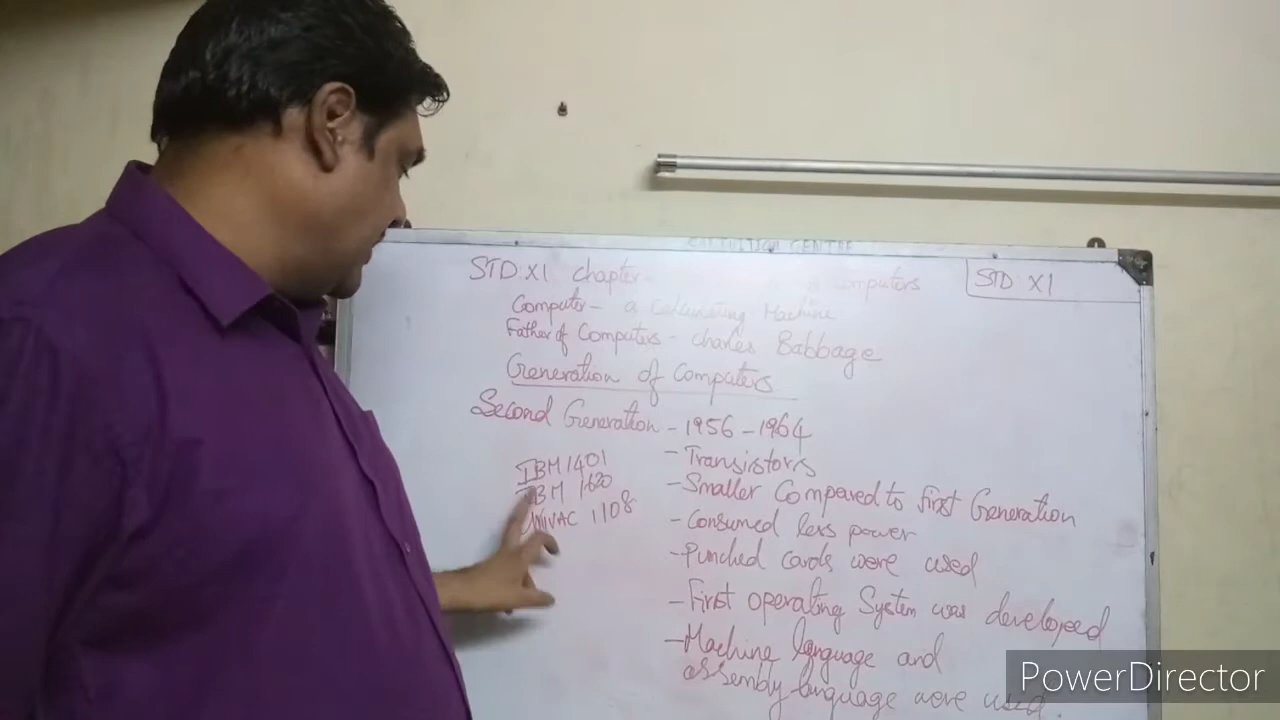 TUITION CENTRE
STD: XI chapter- Computers
STD XI
Computer - a Calculating Machine
Father of Computers - Charles Babbage
Generation of Computers
Second Generation - 1956 - 1964
- Transistors
IBM 1401
IBM 1620
UNIVAC 1108
- Smaller Compared to First Generation
- Consumed less power
- Punched cards were used
- First operating System was developed
- Machine language and
assembly language were used.
PowerDirector